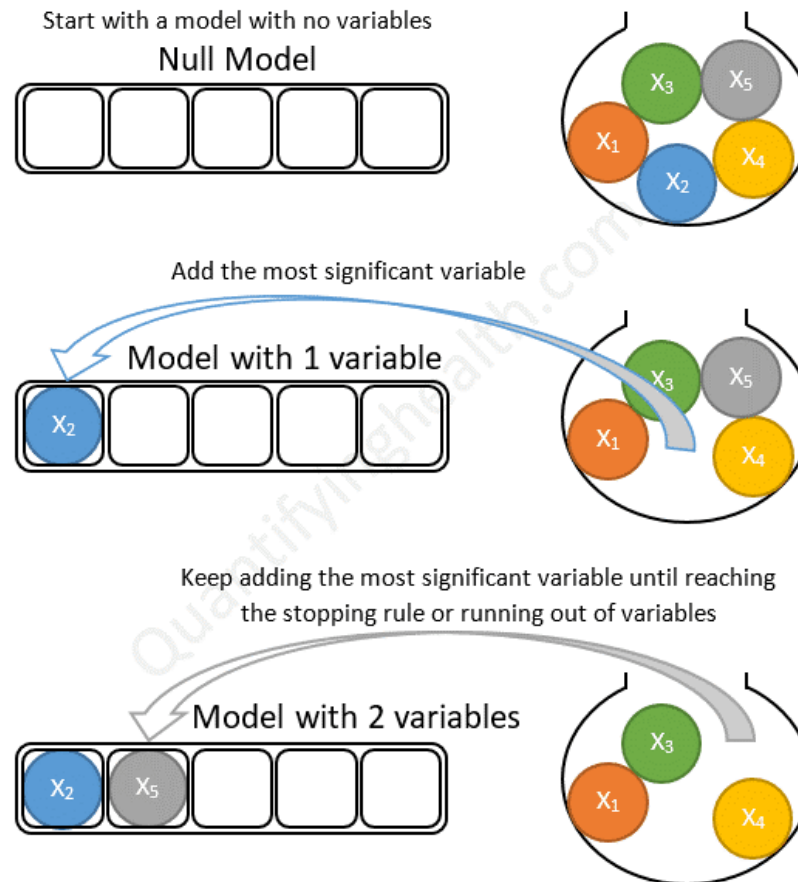 Start with a model with no variables
Null Model
X₃
X₅
X₁
X₂
X₄
Add the most significant variable
Model with 1 variable
X₂
X₃
X₅
X₁
X₄
Keep adding the most significant variable until reaching
the stopping rule or running out of variables
Model with 2 variables
X₂
X₅
X₃
X₁
X₄
Quantifyinghealth.com